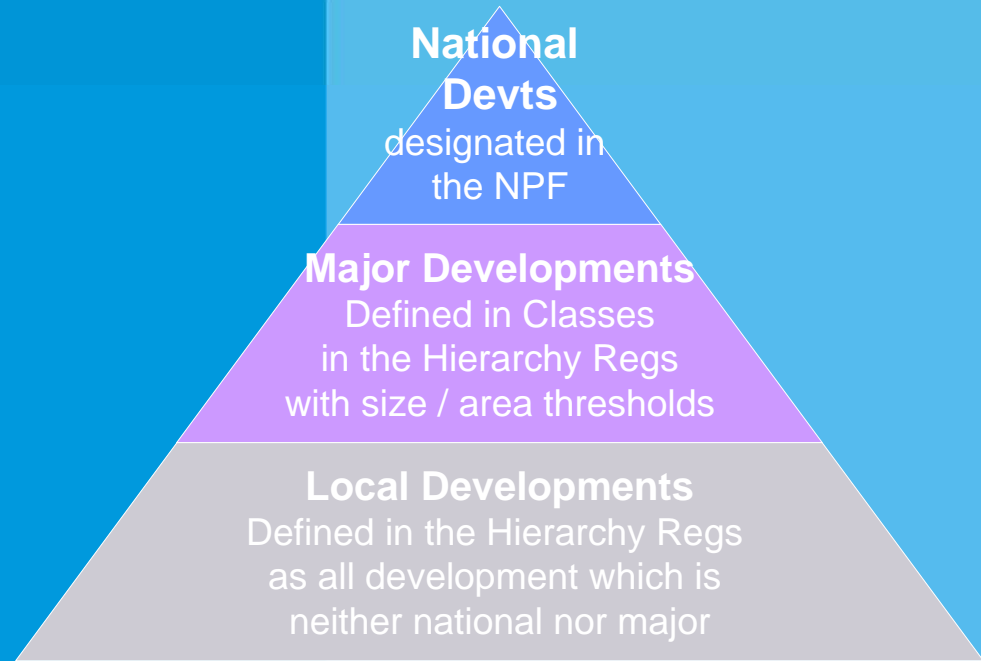 National
Devts
designated in
the NPF
Major Developments
Defined in Classes
in the Hierarchy Regs
with size / area thresholds
Local Developments
Defined in the Hierarchy Regs
as all development which is
neither national nor major